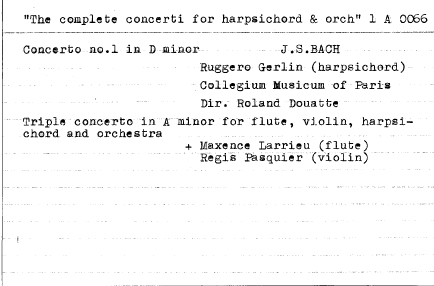 "The complete concerti for harpsichord & orch" 1 A 0066
Concerto no.1 in D minor J.S.BACH
Ruggero Gerlin (harpsichord)
Collegium Musicum of Paris
Dir. Roland Douatte
Triple concerto in A minor for flute, violin, harpsi-
chord and orchestra
+ Maxence Larrieu (flute)
Regis Pasquier (violin)